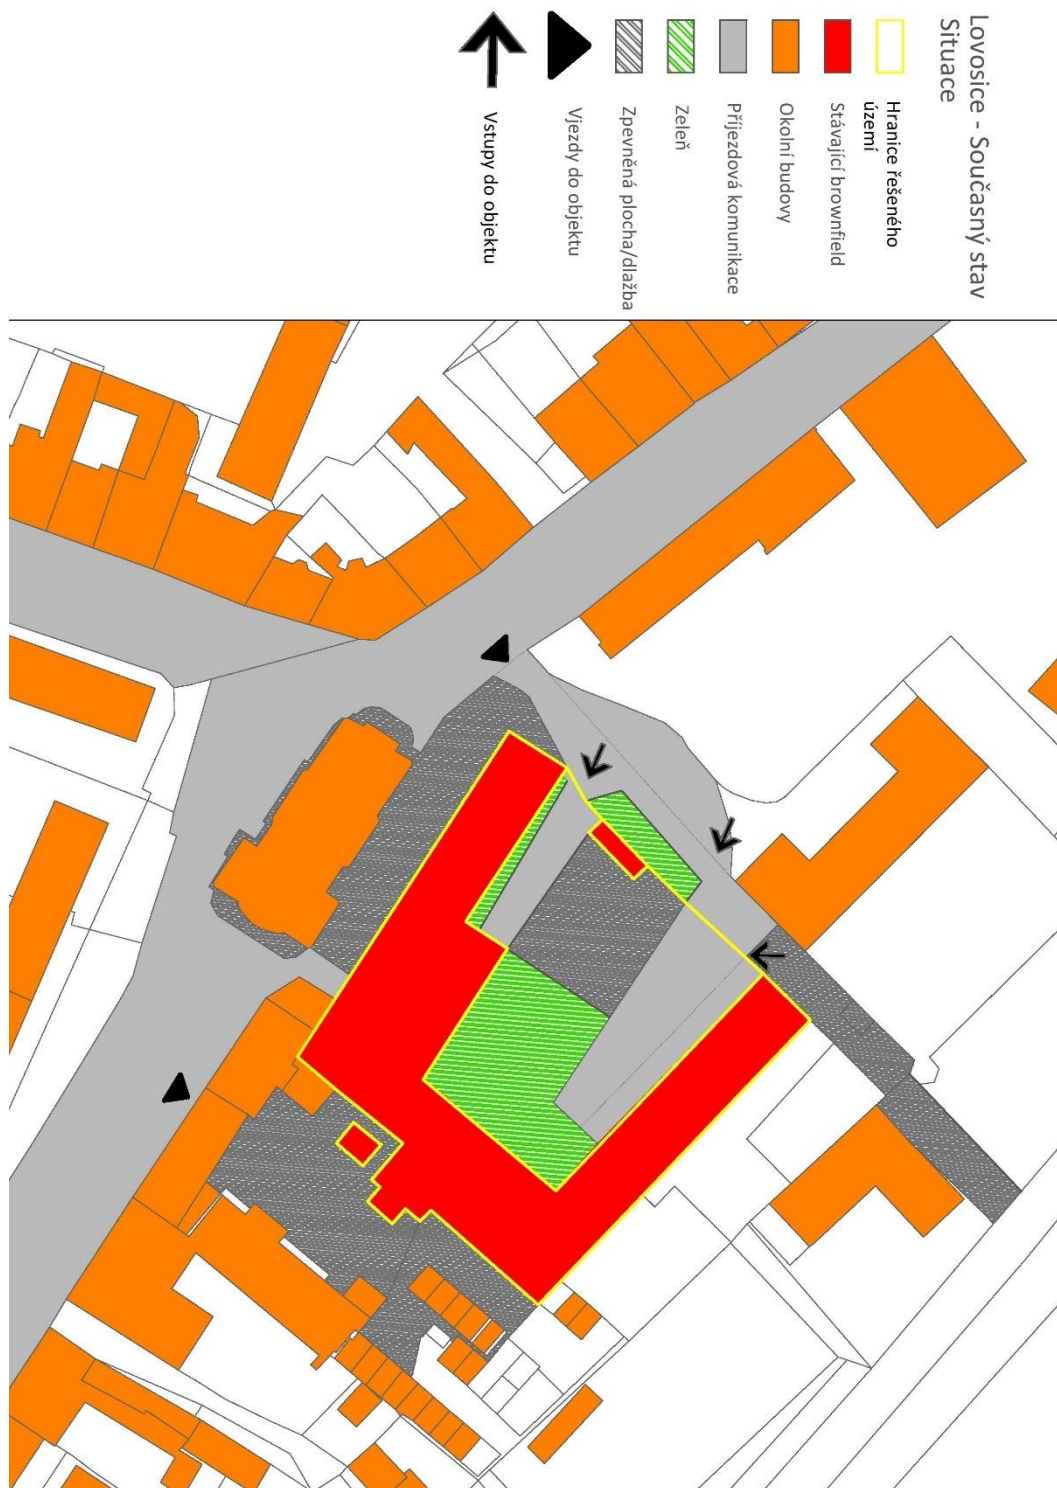 Lovosice - Současný stav
Situace
Hranice řešeného
území
Stávající brownfield
Okolní budovy
Příjezdová komunikace
Zeleň
Zpevněná plocha/dlažba
Vjezdy do objektu
Vstupy do objektu